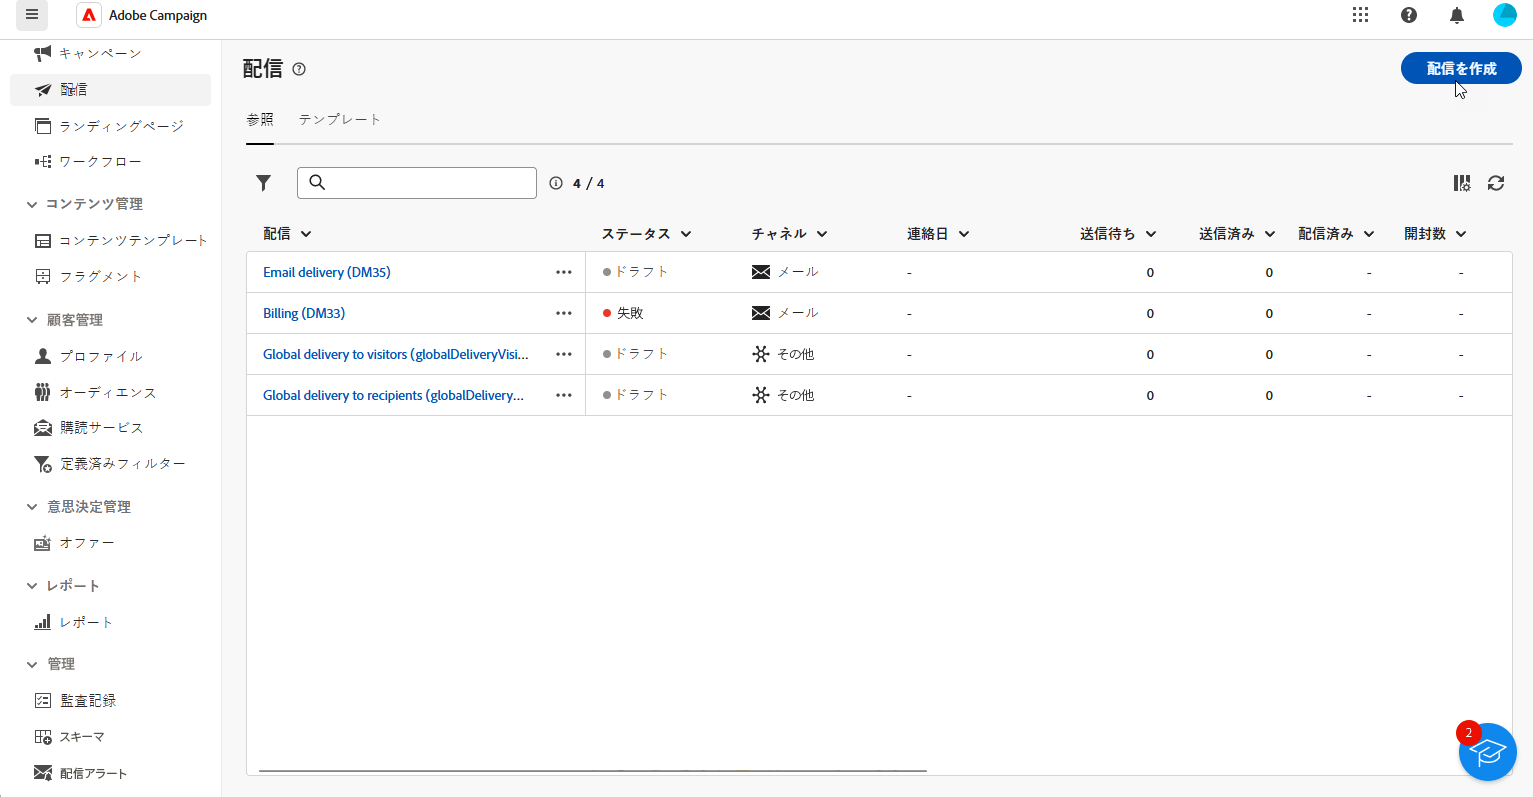 Adobe Campaign
キャンペーン
配信
ランディングページ
ワークフロー
コンテンツ管理
コンテンツテンプレート
フラグメント
顧客管理
プロファイル
オーディエンス
購読サービス
定義済みフィルター
意思決定管理
オファー
レポート
レポート
管理
監査記録
スキーマ
配信アラート
配信
配信を作成
参照 テンプレート
4 / 4
配信 ステータス チャネル 連絡日 送信待ち 送信済み 配信済み 開封数
Email delivery (DM35) ドラフト メール - 0 0 - -
Billing (DM33) 失敗 メール - 0 0 - -
Global delivery to visitors (globalDeliveryVisi... ドラフト その他 - 0 0 - -
Global delivery to recipients (globalDelivery... ドラフト その他 - 0 0 - -
2